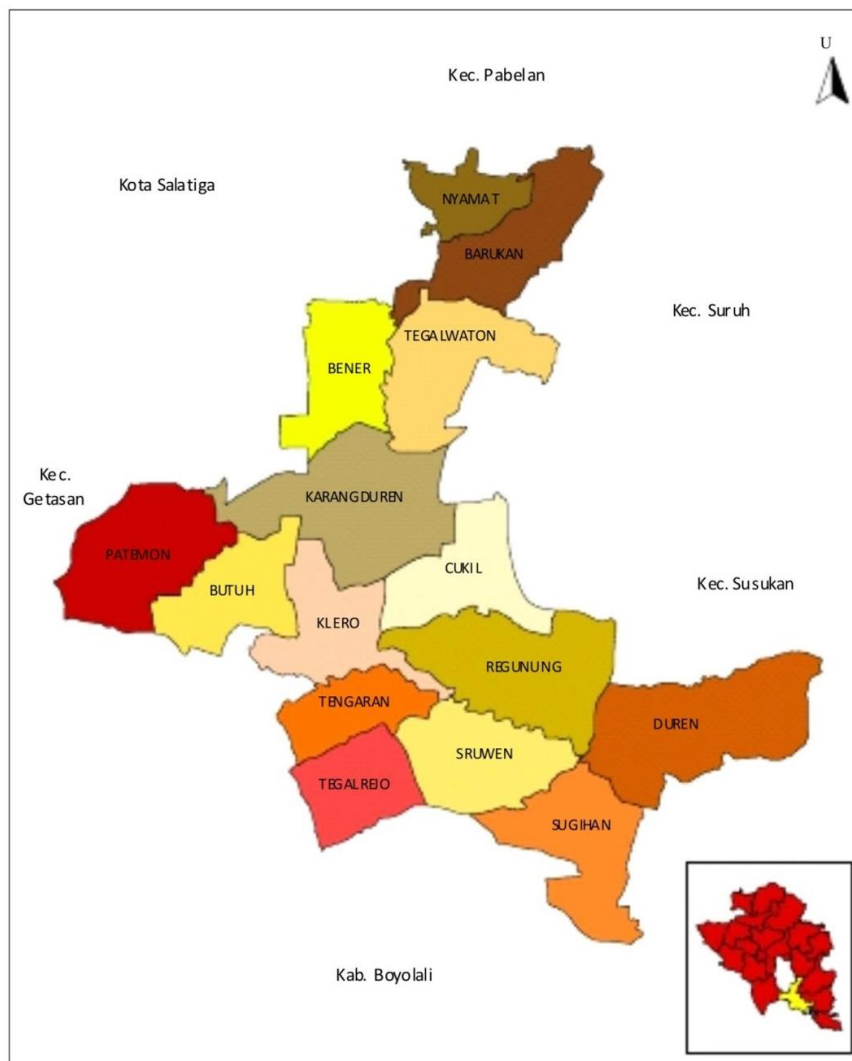 U
Kec. Pabelan
Kota Salatiga
NYAMAT
BARUKAN
Kec. Suruh
TEGALWATON
BENER
Kec.
Getasan
KARANGDUREN
PATEMON
CUKIL
Kec. Susukan
BUTUH
KLERO
REGUNUNG
TENGARAN
DUREN
SRUWEN
TEGALREJO
SUGIHAN
Kab. Boyolali